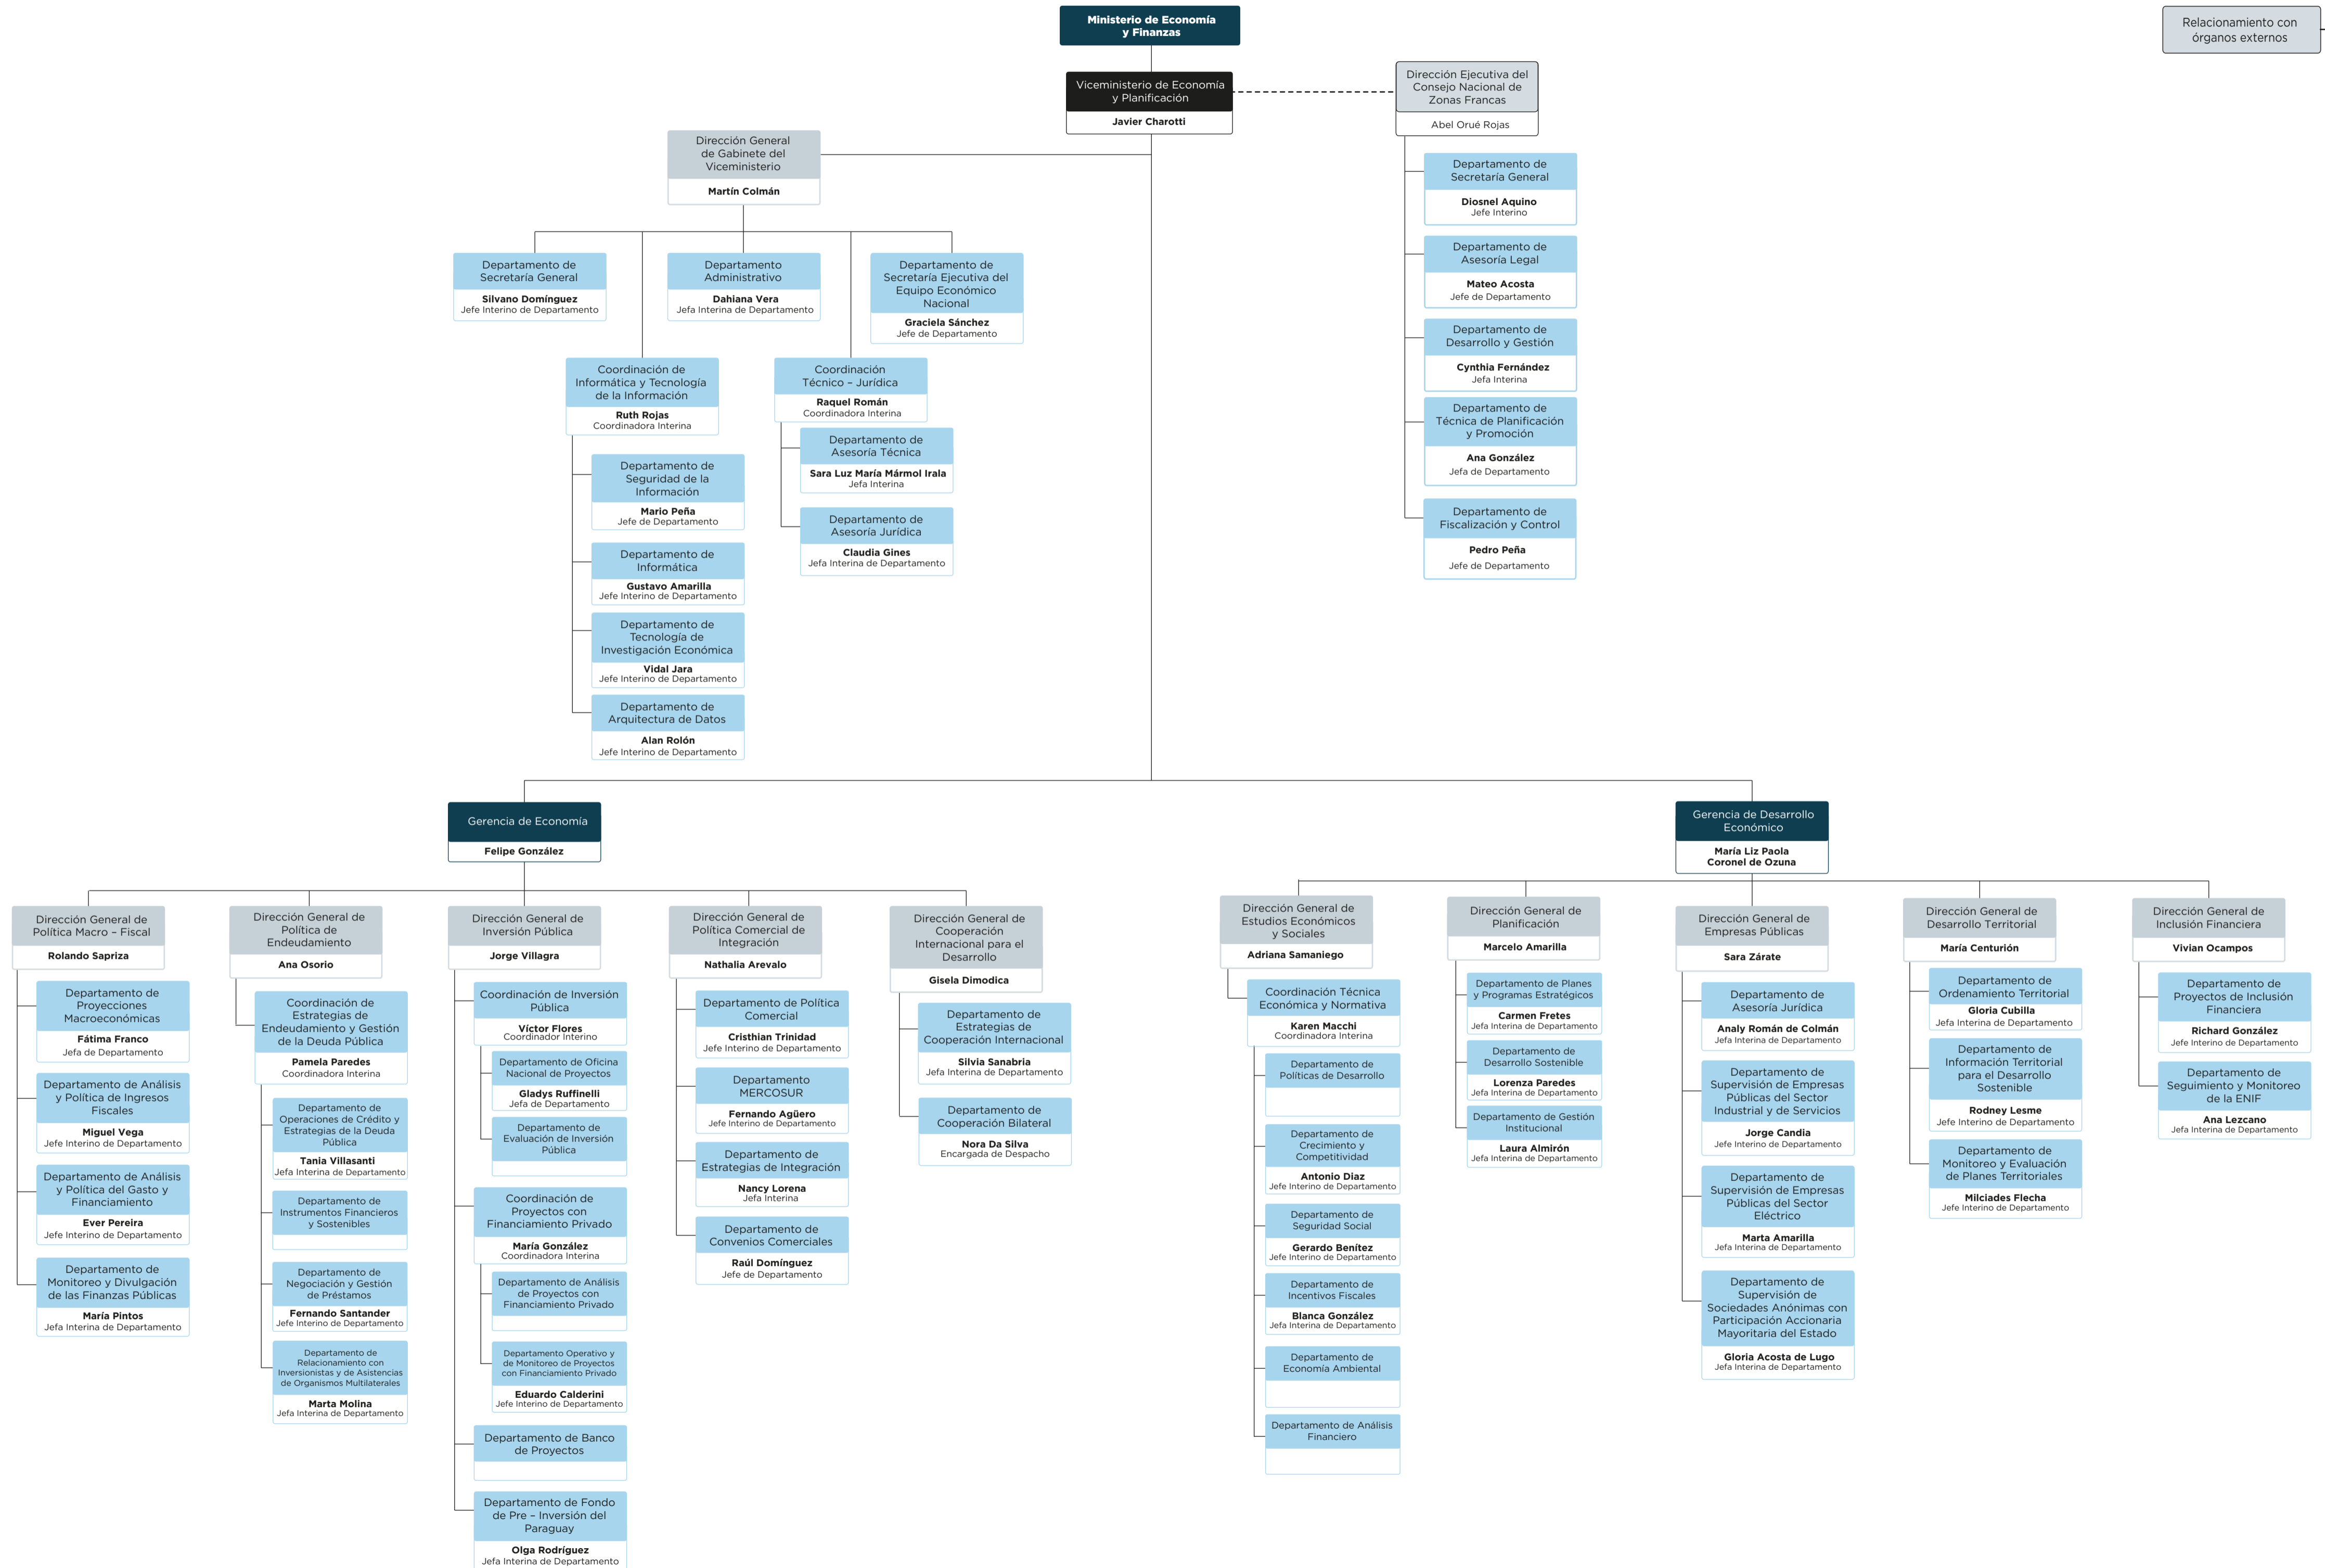 Ministerio de Economía
y Finanzas
Relacionamiento con
órganos externos
Viceministerio de Economía
y Planificación
Javier Charotti
Dirección Ejecutiva del
Consejo Nacional de
Zonas Francas
Abel Orué Rojas
Departamento de
Secretaría General
Diosnel Aquino
Jefe Interino
Departamento de
Asesoría Legal
Mateo Acosta
Jefe de Departamento
Departamento de
Desarrollo y Gestión
Cynthia Fernández
Jefa Interina
Departamento de
Técnica de Planificación
y Promoción
Ana González
Jefa de Departamento
Departamento de
Fiscalización y Control
Pedro Peña
Jefe de Departamento
Dirección General
de Gabinete del
Viceministerio
Martín Colmán
Departamento de
Secretaría General
Silvano Domínguez
Jefe Interino de Departamento
Departamento
Administrativo
Dahiana Vera
Jefa Interina de Departamento
Departamento de
Secretaría Ejecutiva del
Equipo Económico
Nacional
Graciela Sánchez
Jefe de Departamento
Coordinación de
Informática y Tecnología
de la Información
Ruth Rojas
Coordinadora Interina
Departamento de
Seguridad de la
Información
Mario Peña
Jefe de Departamento
Departamento de
Informática
Gustavo Amarilla
Jefe Interino de Departamento
Departamento de
Tecnología de
Investigación Económica
Vidal Jara
Jefe Interino de Departamento
Departamento de
Arquitectura de Datos
Alan Rolón
Jefe Interino de Departamento
Coordinación
Técnico – Jurídica
Raquel Román
Coordinadora Interina
Departamento de
Asesoría Técnica
Sara Luz María Mármol Irala
Jefa Interina
Departamento de
Asesoría Jurídica
Claudia Gines
Jefa Interina de Departamento
Gerencia de Economía
Felipe González
Dirección General de
Política Macro – Fiscal
Rolando Sapriza
Departamento de
Proyecciones
Macroeconómicas
Fátima Franco
Jefa de Departamento
Departamento de Análisis
y Política de Ingresos
Fiscales
Miguel Vega
Jefe Interino de Departamento
Departamento de Análisis
y Política del Gasto y
Financiamiento
Ever Pereira
Jefe Interino de Departamento
Departamento de
Monitoreo y Divulgación
de las Finanzas Públicas
María Pintos
Jefa Interina de Departamento
Dirección General de
Política de
Endeudamiento
Ana Osorio
Coordinación de
Estrategias de
Endeudamiento y Gestión
de la Deuda Pública
Pamela Paredes
Coordinadora Interina
Departamento de
Operaciones de Crédito y
Estrategias de la Deuda
Pública
Tania Villasanti
Jefa Interina de Departamento
Departamento de
Instrumentos Financieros
y Sostenibles
Departamento de
Negociación y Gestión
de Préstamos
Fernando Santander
Jefe Interino de Departamento
Departamento de
Relacionamiento con
Inversionistas y de Asistencias
de Organismos Multilaterales
Marta Molina
Jefa Interina de Departamento
Dirección General de
Inversión Pública
Jorge Villagra
Coordinación de Inversión
Pública
Víctor Flores
Coordinador Interino
Departamento de Oficina
Nacional de Proyectos
Gladys Ruffinelli
Jefa de Departamento
Departamento de
Evaluación de Inversión
Pública
Coordinación de
Proyectos con
Financiamiento Privado
María González
Coordinadora Interina
Departamento de Análisis
de Proyectos con
Financiamiento Privado
Departamento Operativo y
de Monitoreo de Proyectos
con Financiamiento Privado
Eduardo Calderini
Jefe Interino de Departamento
Departamento de Banco
de Proyectos
Departamento de Fondo
de Pre – Inversión del
Paraguay
Olga Rodríguez
Jefa Interina de Departamento
Dirección General de
Política Comercial de
Integración
Nathalia Arevalo
Departamento de Política
Comercial
Cristhian Trinidad
Jefe Interino de Departamento
Departamento
MERCOSUR
Fernando Agüero
Jefe Interino de Departamento
Departamento de
Estrategias de Integración
Nancy Lorena
Jefa Interina
Departamento de
Convenios Comerciales
Raúl Domínguez
Jefe de Departamento
Dirección General de
Cooperación
Internacional para el
Desarrollo
Gisela Dimodica
Departamento de
Estrategias de
Cooperación Internacional
Silvia Sanabria
Jefa Interina de Departamento
Departamento de
Cooperación Bilateral
Nora Da Silva
Encargada de Despacho
Gerencia de Desarrollo
Económico
María Liz Paola
Coronel de Ozuna
Dirección General de
Estudios Económicos
y Sociales
Adriana Samaniego
Coordinación Técnica
Económica y Normativa
Karen Macchi
Coordinadora Interina
Departamento de
Políticas de Desarrollo
Departamento de
Crecimiento y
Competitividad
Antonio Diaz
Jefe Interino de Departamento
Departamento de
Seguridad Social
Gerardo Benítez
Jefe Interino de Departamento
Departamento de
Incentivos Fiscales
Blanca González
Jefa Interina de Departamento
Departamento de
Economía Ambiental
Departamento de Análisis
Financiero
Dirección General de
Planificación
Marcelo Amarilla
Departamento de Planes
y Programas Estratégicos
Carmen Fretes
Jefa Interina de Departamento
Departamento de
Desarrollo Sostenible
Lorenza Paredes
Jefa Interina de Departamento
Departamento de Gestión
Institucional
Laura Almirón
Jefa Interina de Departamento
Dirección General de
Empresas Públicas
Sara Zárate
Departamento de
Asesoría Jurídica
Analy Román de Colmán
Jefa Interina de Departamento
Departamento de
Supervisión de Empresas
Públicas del Sector
Industrial y de Servicios
Jorge Candia
Jefe Interino de Departamento
Departamento de
Supervisión de Empresas
Públicas del Sector
Eléctrico
Marta Amarilla
Jefa Interina de Departamento
Departamento de
Supervisión de
Sociedades Anónimas con
Participación Accionaria
Mayoritaria del Estado
Gloria Acosta de Lugo
Jefa Interina de Departamento
Dirección General de
Desarrollo Territorial
María Centurión
Departamento de
Ordenamiento Territorial
Gloria Cubilla
Jefa Interina de Departamento
Departamento de
Información Territorial
para el Desarrollo
Sostenible
Rodney Lesme
Jefe Interino de Departamento
Departamento de
Monitoreo y Evaluación
de Planes Territoriales
Milciades Flecha
Jefe Interino de Departamento
Dirección General de
Inclusión Financiera
Vivian Ocampos
Departamento de
Proyectos de Inclusión
Financiera
Richard González
Jefe Interino de Departamento
Departamento de
Seguimiento y Monitoreo
de la ENIF
Ana Lezcano
Jefa Interina de Departamento